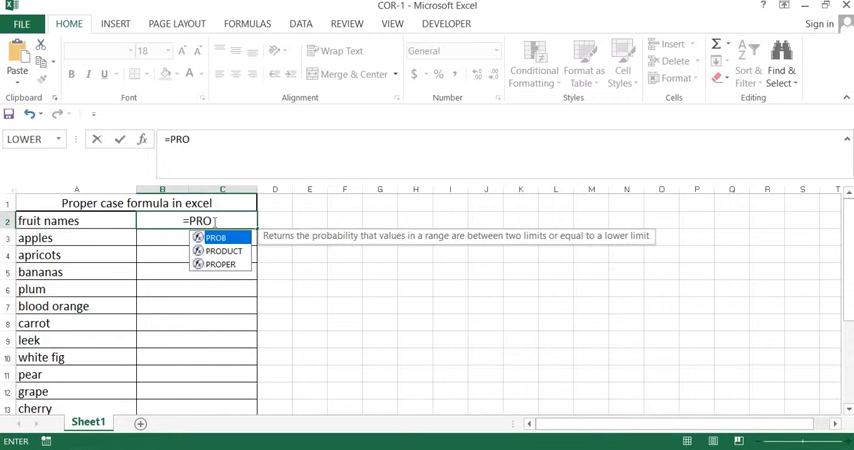 COR-1 - Microsoft Excel
Sign in
FILE HOME INSERT PAGE LAYOUT FORMULAS DATA REVIEW VIEW DEVELOPER
Paste
Clipboard
18
B I U
Font
Wrap Text
Merge & Center
Alignment
General
$ %
Number
Conditional Formatting
Format as Table
Cell Styles
Styles
Insert
Delete
Format
Cells
Sort & Filter
Find & Select
Editing
LOWER
=PRO
A B C D E F G H I J K L M N O P Q R S T
1 Proper case formula in excel
2 fruit names =PRO
3 apples
4 apricots
5 bananas
6 plum
7 blood orange
8 carrot
9 leek
10 white fig
11 pear
12 grape
13 cherry
PROB
PRODUCT
PROPER
Returns the probability that values in a range are between two limits or equal to a lower limit
Sheet1
ENTER